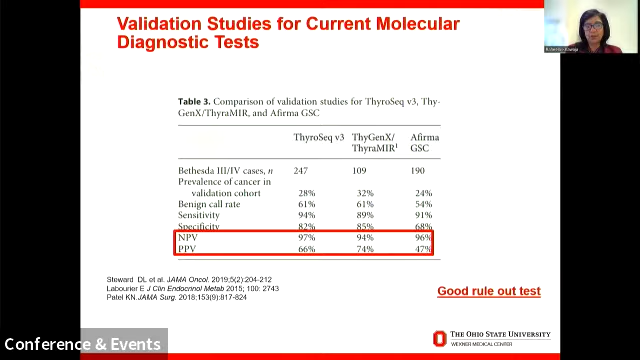 Validation Studies for Current Molecular
Diagnostic Tests
Table 3. Comparison of validation studies for ThyroSeq v3, Thy-
GenX/ThyraMIR, and Afirma GSC
ThyroSeq v3 ThyGenX/ Afirma
ThyraMIR¹ GSC
Bethesda III/IV cases, n 247 109 190
Prevalence of cancer in
validation cohort 28% 32% 24%
Benign call rate 61% 61% 54%
Sensitivity 94% 89% 91%
Specificity 82% 85% 68%
NPV 97% 94% 96%
PPV 66% 74% 47%
Steward DL et al. JAMA Oncol. 2019;5(2):204-212
Labourier E J Clin Endocrinol Metab 2015; 100: 2743
Patel KN.JAMA Surg. 2018;153(9):817-824
Good rule out test
THE OHIO STATE UNIVERSITY
WEXNER MEDICAL CENTER
Conference & Events